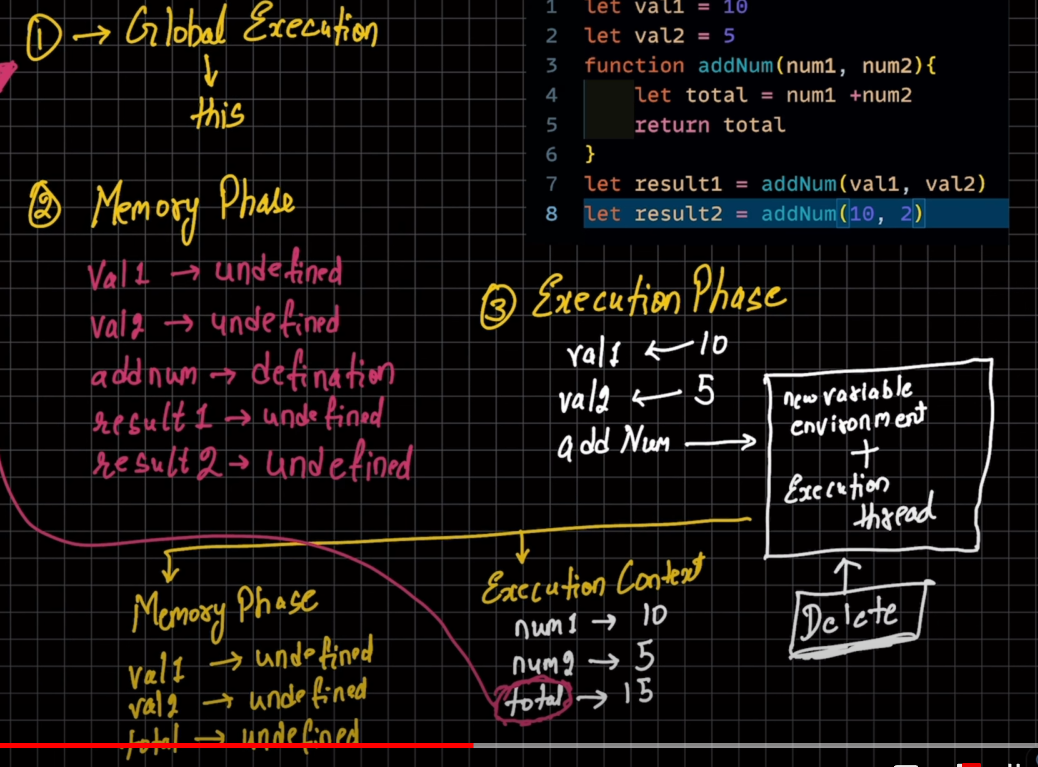 ① → Global Execution
↓
this
② Memory Phase
Val1 → undefined
val2 → undefined
addnum → defination
result1 → undefined
result2 → undefined
1 let val1 = 10
2 let val2 = 5
3 function addNum(num1, num2){
4 let total = num1 +num2
5 return total
6 }
7 let result1 = addNum(val1, val2)
8 let result2 = addNum(10, 2)
③ Execution Phase
val1 ← 10
val2 ← 5
add Num →
new variable
environment
+
Execution
thread
Delete
Memory Phase
val1 → undefined
val2 → undefined
total → undefined
Execution Context
num1 → 10
num2 → 5
total → 15